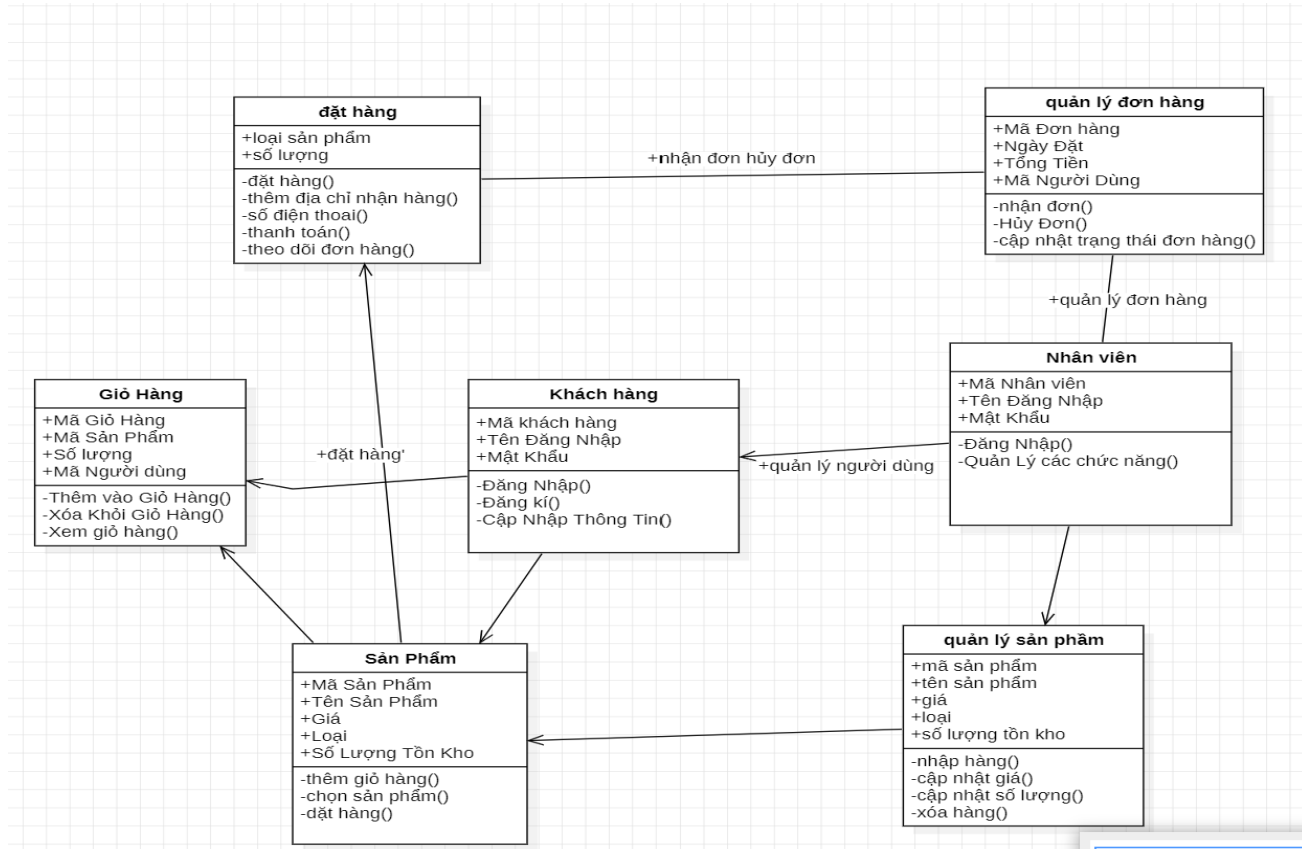 đặt hàng
+loại sản phẩm
+số lượng
-đặt hàng()
-thêm địa chỉ nhận hàng()
-số điện thoai()
-thanh toán()
-theo dõi đơn hàng()
+nhận đơn hủy đơn
quản lý đơn hàng
+Mã Đơn hàng
+Ngày Đặt
+Tổng Tiền
+Mã Người Dùng
-nhận đơn()
-Hủy Đơn()
-cập nhật trạng thái đơn hàng()
+quản lý đơn hàng
Giỏ Hàng
+Mã Giỏ Hàng
+Mã Sản Phẩm
+Số lượng
+Mã Người dùng
-Thêm vào Giỏ Hàng()
-Xóa Khỏi Giỏ Hàng()
-Xem giỏ hàng()
+đặt hàng'
Khách hàng
+Mã khách hàng
+Tên Đăng Nhập
+Mật Khẩu
-Đăng Nhập()
-Đăng kí()
-Cập Nhập Thông Tin()
+quản lý người dùng
Nhân viên
+Mã Nhân viên
+Tên Đăng Nhập
+Mật Khẩu
-Đăng Nhập()
-Quản Lý các chức năng()
Sản Phẩm
+Mã Sản Phẩm
+Tên Sản Phẩm
+Giá
+Loại
+Số Lượng Tồn Kho
-thêm giỏ hàng()
-chọn sản phẩm()
-dặt hàng()
quản lý sản phầm
+mã sản phẩm
+tên sản phẩm
+giá
+loại
+số lượng tồn kho
-nhập hàng()
-cập nhật giá()
-cập nhật số lượng()
-xóa hàng()